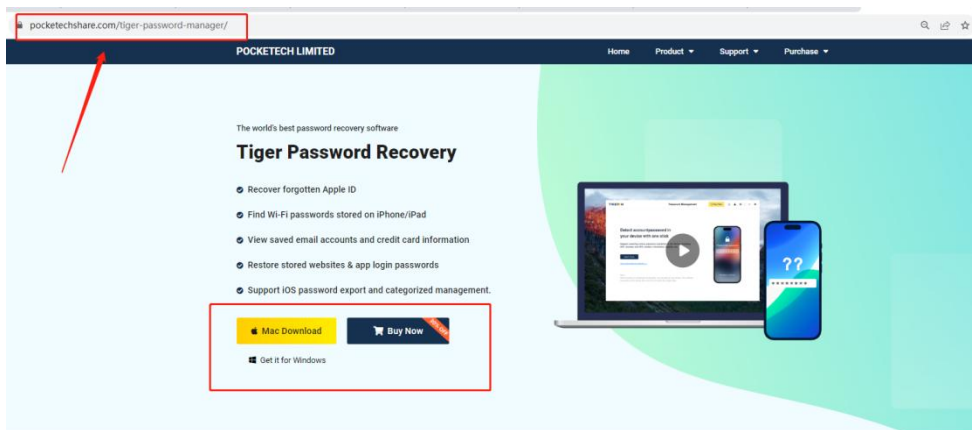 pocketechshare.com/tiger-password-manager/
POCKETECH LIMITED
Home Product Support Purchase
The world's best password recovery software
Tiger Password Recovery
Recover forgotten Apple ID
Find Wi-Fi passwords stored on iPhone/iPad
View saved email accounts and credit card information
Restore stored websites & app login passwords
Support iOS password export and categorized management.
Mac Download
Buy Now
Get it for Windows
??